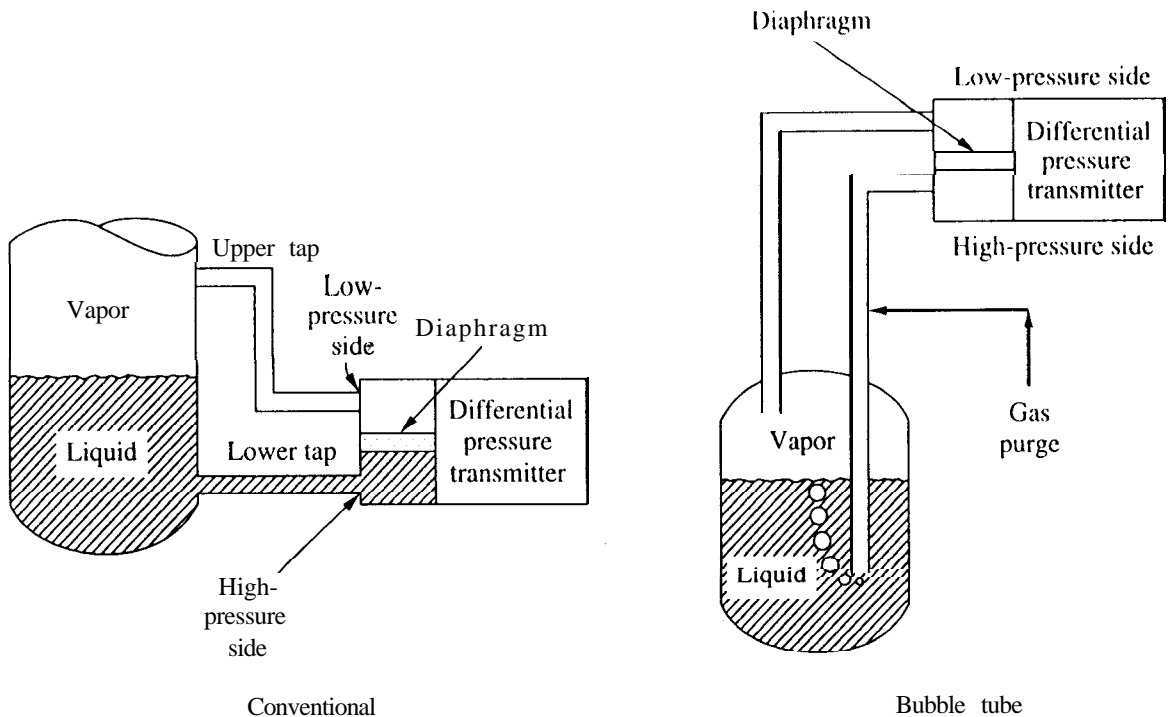 Upper tap
Vapor
Low-
pressure
side
Diaphragm
Liquid
Lower tap
Differential
pressure
transmitter
High-
pressure
side
Conventional
Diaphragm
Low-pressure side
Differential
pressure
transmitter
High-pressure side
Gas
purge
Vapor
Liquid
Bubble tube